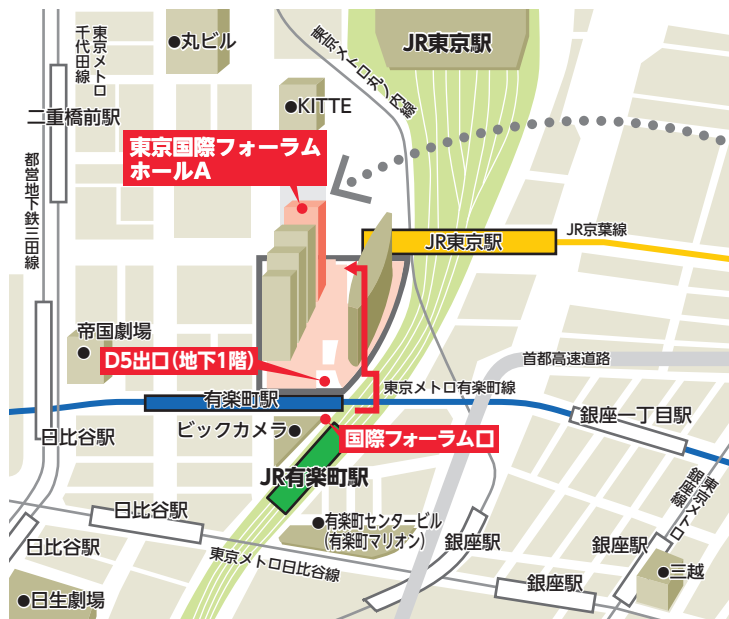 東京メトロ
千代田線
丸ビル
JR東京駅
東京メトロ丸ノ内線
KITTE
二重橋前駅
東京国際フォーラム
ホールA
都営地下鉄三田線
JR京葉線
JR東京駅
帝国劇場
D5出口(地下1階)
首都高速道路
東京メトロ有楽町線
有楽町駅
日比谷駅
ビックカメラ
国際フォーラム口
銀座一丁目駅
JR有楽町駅
東京メトロ
銀座線
日比谷駅
有楽町センタービル
(有楽町マリオン)
日比谷駅
銀座駅
銀座駅
東京メトロ日比谷線
銀座駅
三越
日生劇場